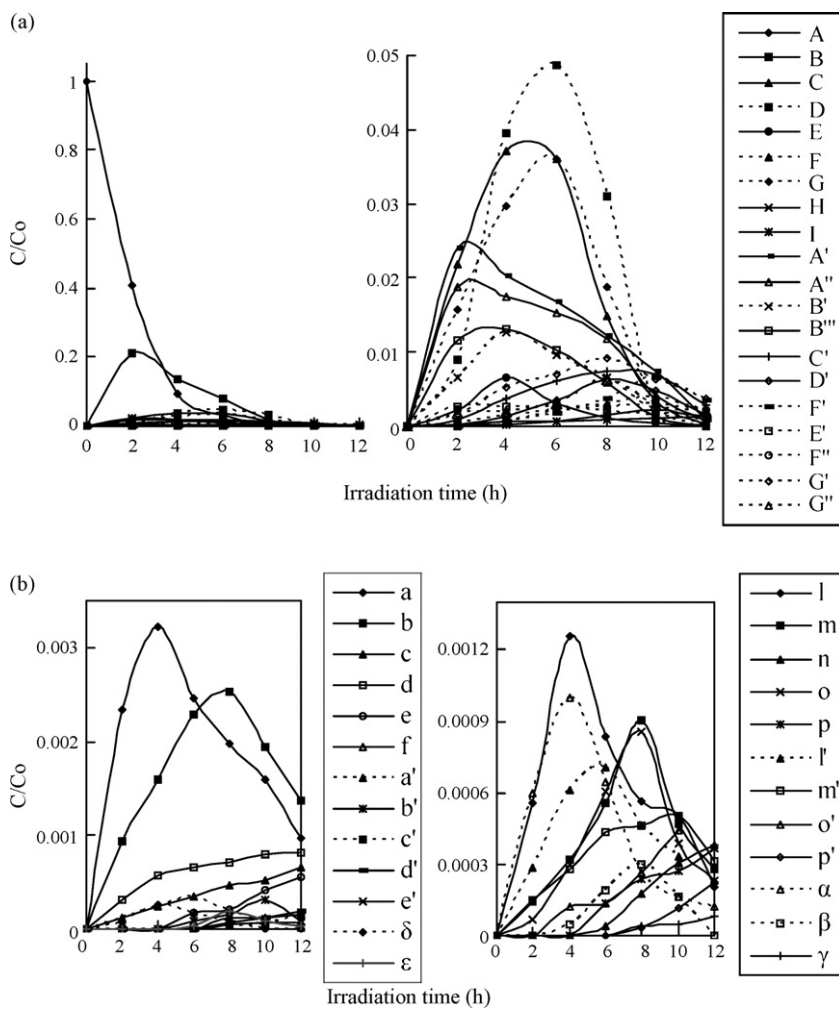 (a)
C/Co
1
0.8
0.6
0.4
0.2
0
0 2 4 6 8 10 12
0.05
0.04
0.03
0.02
0.01
0
0 2 4 6 8 10 12
Irradiation time (h)
A
B
C
D
E
F
G
H
I
A'
A''
B'
B'''
C'
D'
F'
E'
F''
G'
G''
(b)
C/Co
0.003
0.002
0.001
0
0 2 4 6 8 10 12
a
b
c
d
e
f
a'
b'
c'
d'
e'
δ
ε
0.0012
0.0009
0.0006
0.0003
0
0 2 4 6 8 10 12
l
m
n
o
p
l'
m'
o'
p'
α
β
γ
Irradiation time (h)